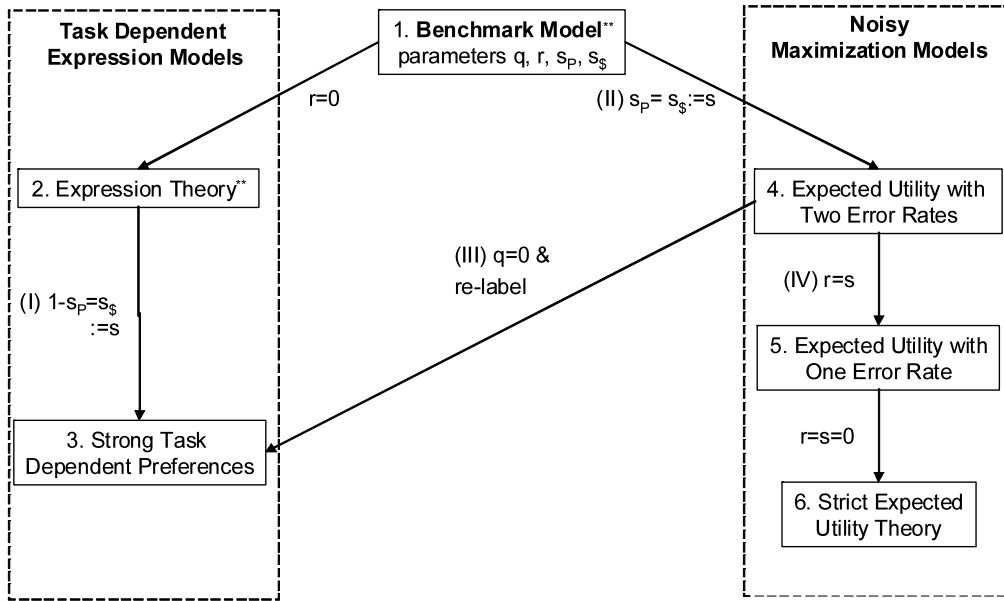 Task Dependent
Expression Models
1. Benchmark Model**
parameters q, r, sP, s$
Noisy
Maximization Models
r=0
(II) sP= s$:=s
2. Expression Theory**
4. Expected Utility with
Two Error Rates
(III) q=0 &
re-label
(I) 1-sP=s$
:=s
(IV) r=s
5. Expected Utility with
One Error Rate
3. Strong Task
Dependent Preferences
r=s=0
6. Strict Expected
Utility Theory